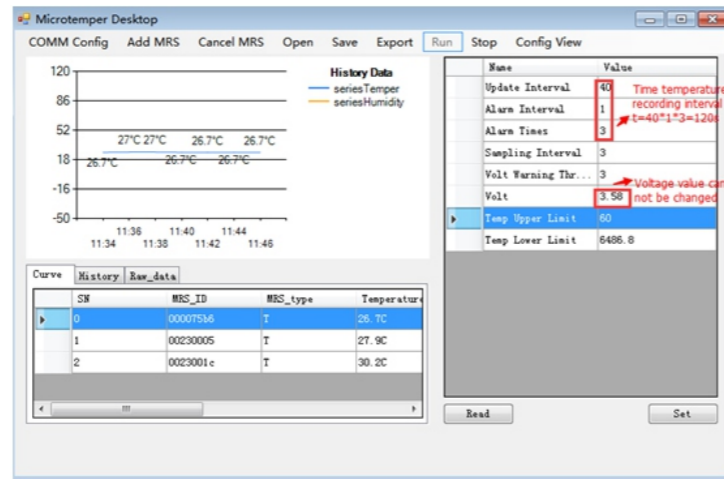 Microtemper Desktop
COMM Config Add MRS Cancel MRS Open Save Export Run Stop Config View
History Data
seriesTemper
seriesHumidity
120
86
52
18
-16
-50
27°C 27°C 26.7°C 26.7°C
26.7°C 26.7°C 26.7°C
11:36 11:40 11:44
11:34 11:38 11:42 11:46
Name Value
Update Interval 40
Alarm Interval 1
Alarm Times 3
Sampling Interval 3
Volt Warning Thr... 3
Volt 3.58
Temp Upper Limit 60
Temp Lower Limit 6486.8
Time temperature
recording interval
t=40*1*3=120s
Voltage value can
not be changed
Curve History Raw_data
SN MRS_ID MRS_type Temperature
0 000075b6 T 26.7C
1 00230005 T 27.9C
2 0023001c T 30.2C
Read Set